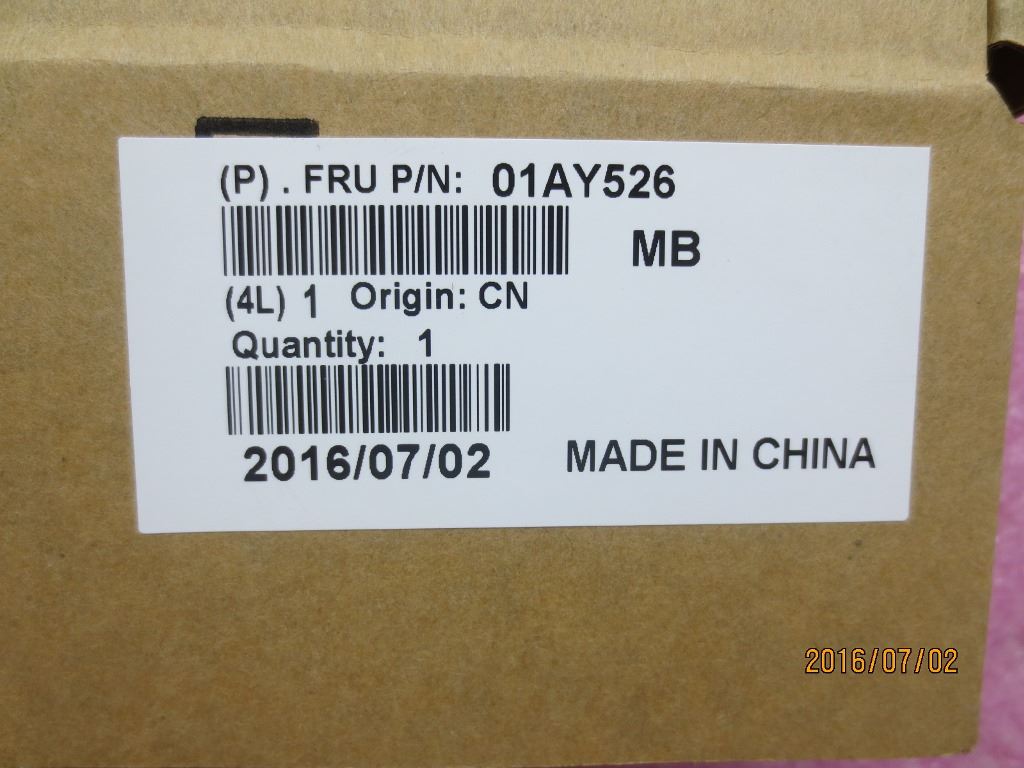 (P) . FRU P/N: 01AY526
MB
(4L) 1 Origin: CN
Quantity: 1
2016/07/02 MADE IN CHINA
2016/07/02